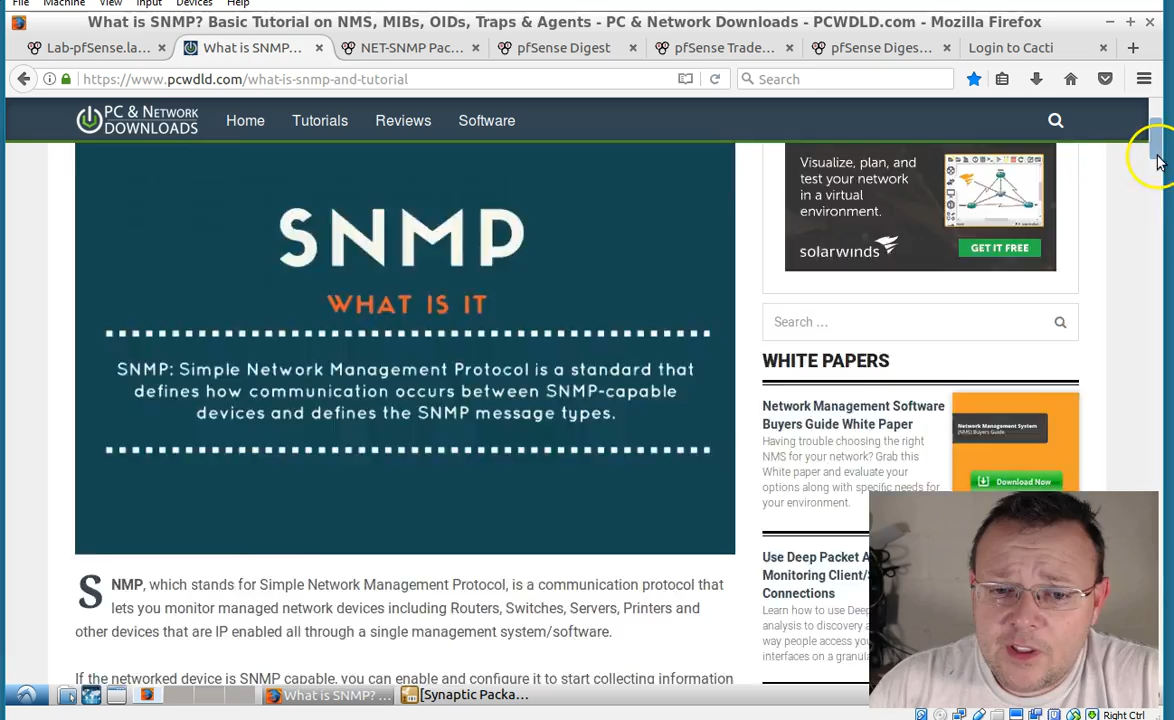 File Machine View Input Devices Help
What is SNMP? Basic Tutorial on NMS, MIBs, OIDs, Traps & Agents - PC & Network Downloads - PCWDLD.com - Mozilla Firefox
Lab-pfSense.la... What is SNMP... NET-SNMP Pac... pfSense Digest pfSense Trade... pfSense Diges... Login to Cacti
https://www.pcwdld.com/what-is-snmp-and-tutorial
Search
PC & NETWORK
DOWNLOADS
Home Tutorials Reviews Software
SNMP
WHAT IS IT
SNMP: Simple Network Management Protocol is a standard that
defines how communication occurs between SNMP-capable
devices and defines the SNMP message types.
SNMP, which stands for Simple Network Management Protocol, is a communication protocol that
lets you monitor managed network devices including Routers, Switches, Servers, Printers and
other devices that are IP enabled all through a single management system/software.
If the networked device is SNMP capable, you can enable and configure it to start collecting information
Visualize, plan, and
test your network
in a virtual
environment.
solarwinds
GET IT FREE
Search ...
WHITE PAPERS
Network Management Software
Buyers Guide White Paper
Having trouble choosing the right
NMS for your network? Grab this
White paper and evaluate your
options along with specific needs for
your environment.
Network Management System
(NMS) Buyers Guide
Download Now
Use Deep Packet
Monitoring Client/
Connections
Learn how to use Deep
analysis to discovery
way people access you
interfaces on a granula
What is SNMP? ...
[Synaptic Packa...
Right Ctrl